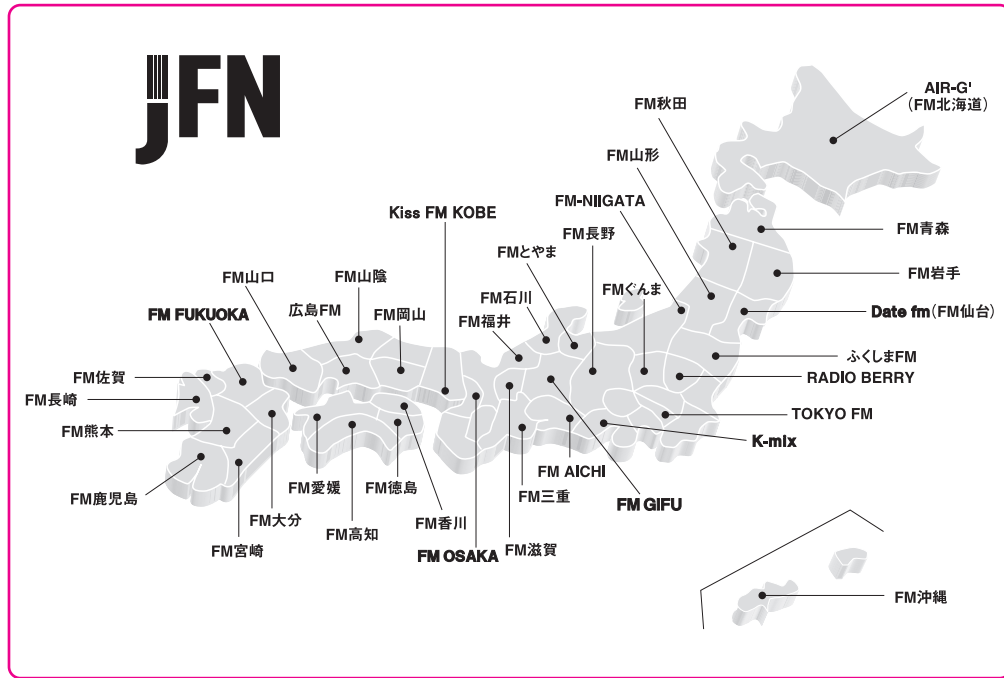 JFN
AIR-G'
(FM北海道)
FM秋田
FM山形
FM-NIIGATA
Kiss FM KOBE
FM長野
FM青森
FMとやま
FM山陰
FM山口
FM岩手
FM石川
FMぐんま
広島FM
FM岡山
FM福井
FM FUKUOKA
Date fm(FM仙台)
ふくしまFM
FM佐賀
RADIO BERRY
FM長崎
TOKYO FM
FM熊本
K-mix
FM AICHI
FM鹿児島
FM愛媛
FM徳島
FM三重
FM GIFU
FM大分
FM香川
FM高知
FM宮崎
FM OSAKA
FM滋賀
FM沖縄